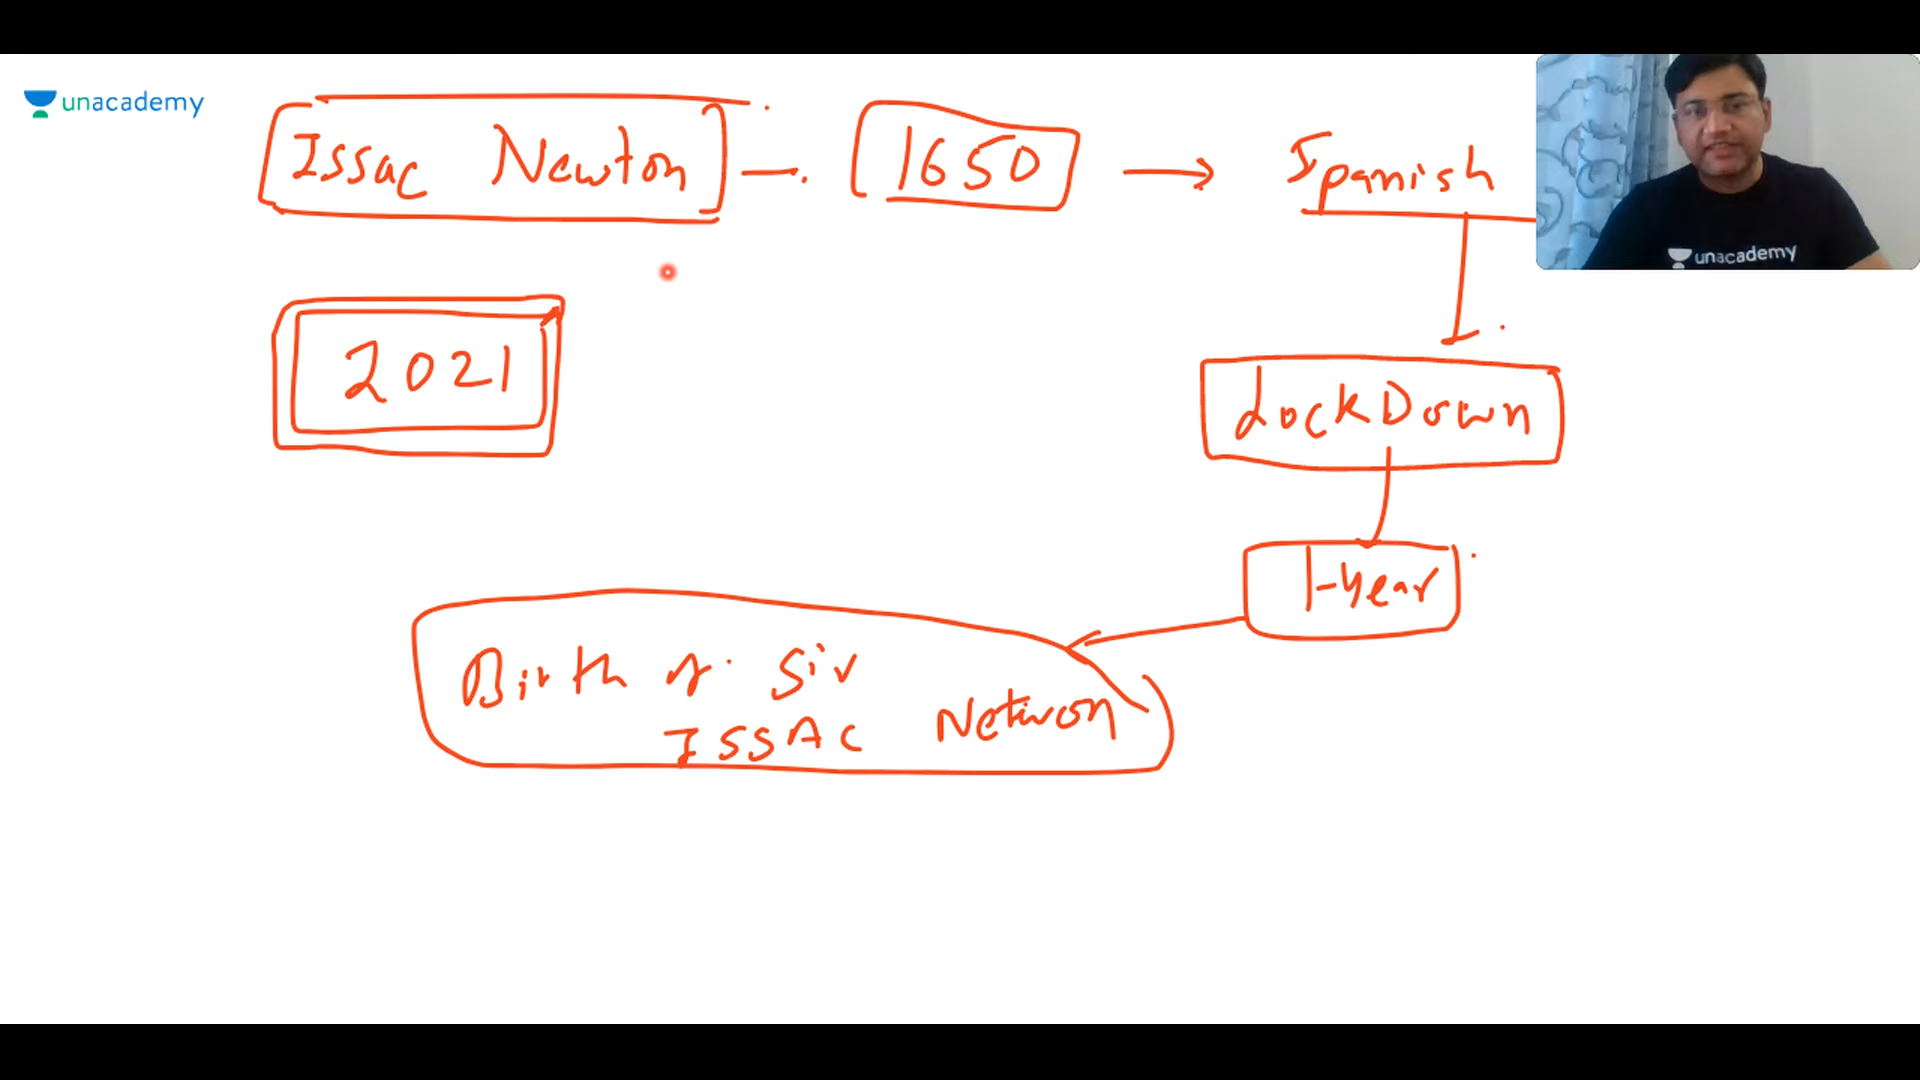 unacademy
Issac Newton — 1650 → Spanish
unacademy
2021
LockDown
1-Year
Birth of Sir
ISSAC Netwon